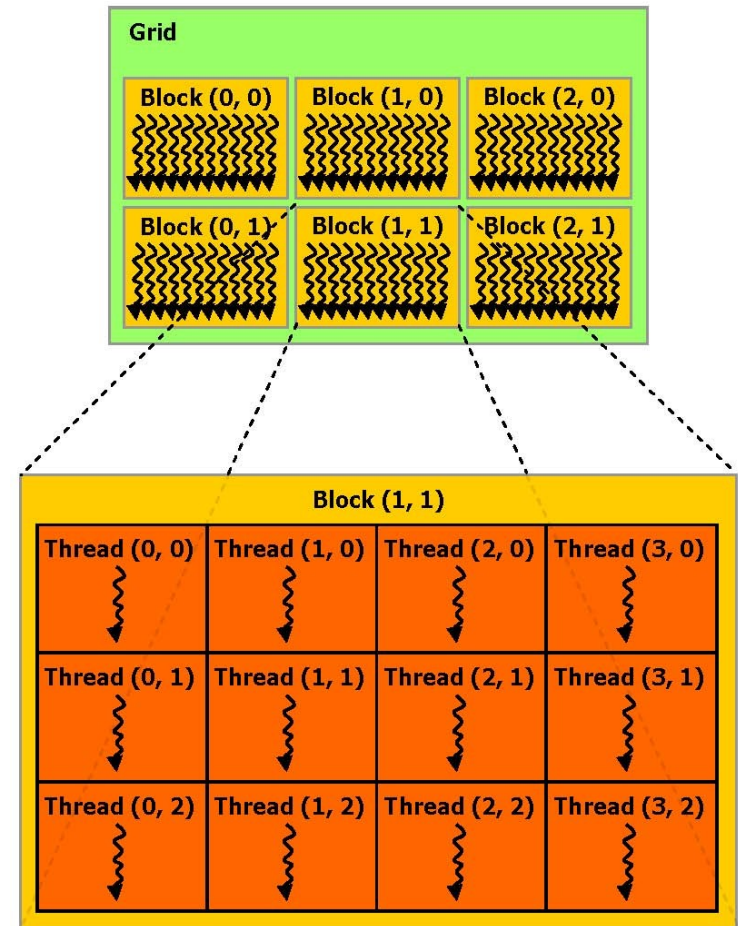 Grid
Block (0, 0) Block (1, 0) Block (2, 0)
Block (0, 1) Block (1, 1) Block (2, 1)
Block (1, 1)
Thread (0, 0) Thread (1, 0) Thread (2, 0) Thread (3, 0)
Thread (0, 1) Thread (1, 1) Thread (2, 1) Thread (3, 1)
Thread (0, 2) Thread (1, 2) Thread (2, 2) Thread (3, 2)